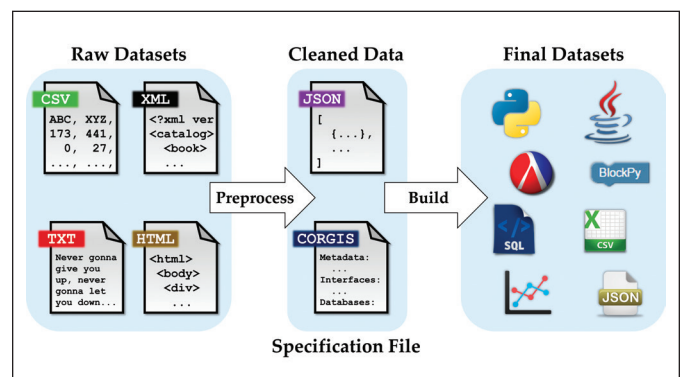 Raw Datasets
CSV
ABC, XYZ,
173, 441,
0, 27,
..., ...,
XML
<?xml ver
<catalog>
<book>
...
TXT
Never gonna
give you
up, never
gonna let
you down...
HTML
<html>
<body>
<div>
...
Preprocess
Cleaned Data
JSON
[
{...},
...
]
CORGIS
Metadata:
...
Interfaces:
...
Databases:
Specification File
Build
Final Datasets
Java
BlockPy
</>
SQL
X
CSV
JSON